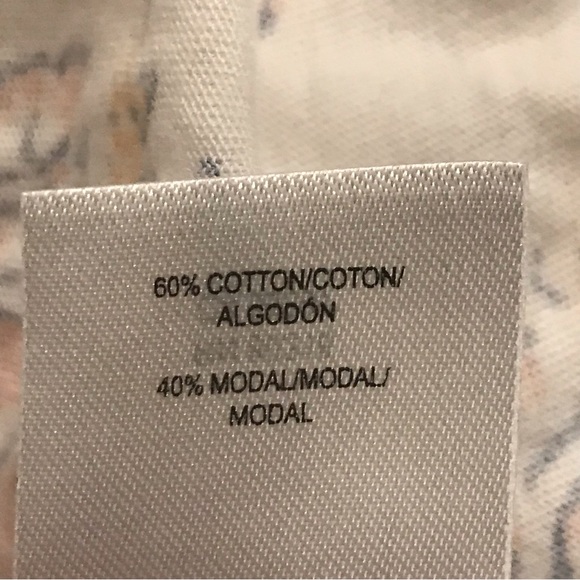 60% COTTON/COTON/
ALGODÓN
40% MODAL/MODAL/
MODAL